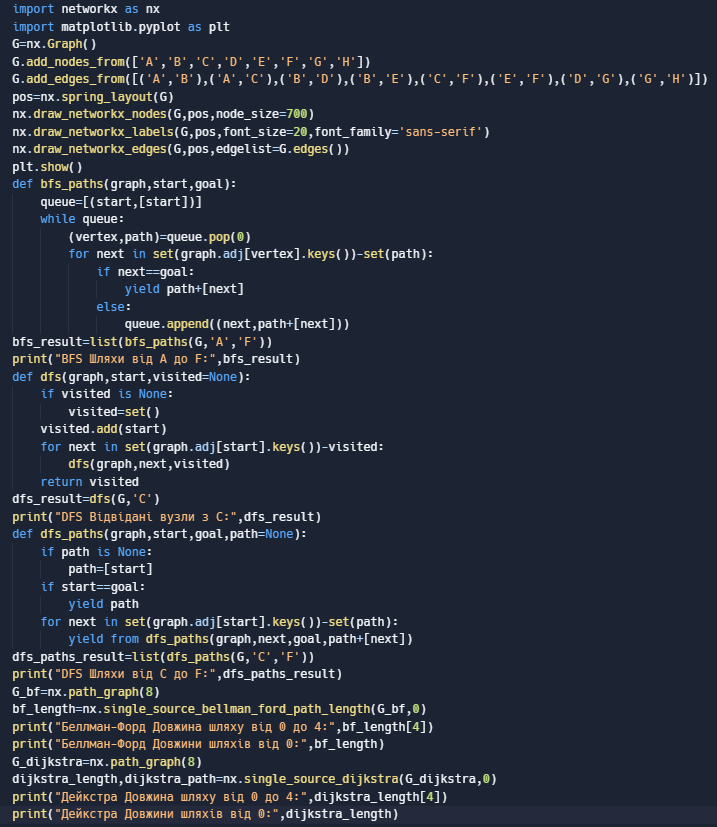 import networkx as nx
import matplotlib.pyplot as plt
G=nx.Graph()
G.add_nodes_from(['A','B','C','D','E','F','G','H'])
G.add_edges_from([('A','B'),('A','C'),('B','D'),('B','E'),('C','F'),('E','F'),('D','G'),('G','H')])
pos=nx.spring_layout(G)
nx.draw_networkx_nodes(G,pos,node_size=700)
nx.draw_networkx_labels(G,pos,font_size=20,font_family='sans-serif')
nx.draw_networkx_edges(G,pos,edgelist=G.edges())
plt.show()
def bfs_paths(graph,start,goal):
    queue=[(start,[start])]
    while queue:
        (vertex,path)=queue.pop(0)
        for next in set(graph.adj[vertex].keys())-set(path):
            if next==goal:
                yield path+[next]
            else:
                queue.append((next,path+[next]))
bfs_result=list(bfs_paths(G,'A','F'))
print("BFS Шляхи від A до F:",bfs_result)
def dfs(graph,start,visited=None):
    if visited is None:
        visited=set()
    visited.add(start)
    for next in set(graph.adj[start].keys())-visited:
        dfs(graph,next,visited)
    return visited
dfs_result=dfs(G,'C')
print("DFS Відвідані вузли з C:",dfs_result)
def dfs_paths(graph,start,goal,path=None):
    if path is None:
        path=[start]
    if start==goal:
        yield path
    for next in set(graph.adj[start].keys())-set(path):
        yield from dfs_paths(graph,next,goal,path+[next])
dfs_paths_result=list(dfs_paths(G,'C','F'))
print("DFS Шляхи від C до F:",dfs_paths_result)
G_bf=nx.path_graph(8)
bf_length=nx.single_source_bellman_ford_path_length(G_bf,0)
print("Беллман-Форд Довжина шляху від 0 до 4:",bf_length[4])
print("Беллман-Форд Довжини шляхів від 0:",bf_length)
G_dijkstra=nx.path_graph(8)
dijkstra_length,dijkstra_path=nx.single_source_dijkstra(G_dijkstra,0)
print("Дейкстра Довжина шляху від 0 до 4:",dijkstra_length[4])
print("Дейкстра Довжини шляхів від 0:",dijkstra_length)